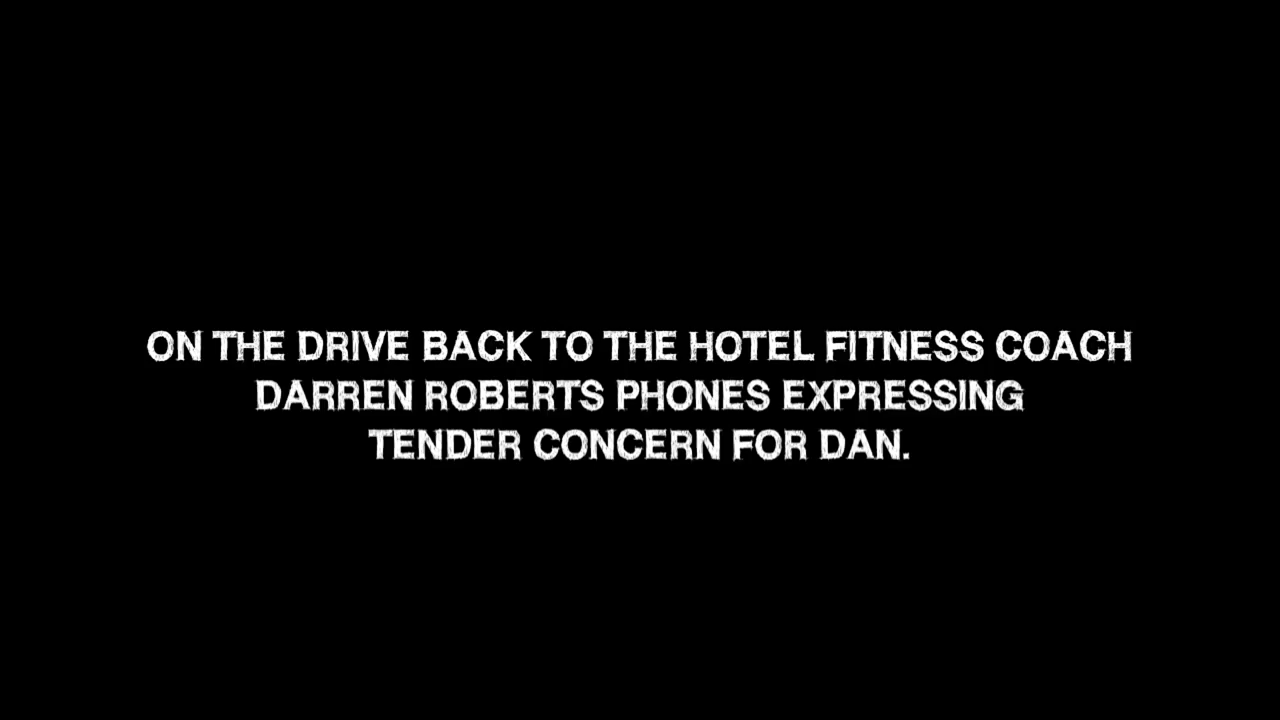 ON THE DRIVE BACK TO THE HOTEL FITNESS COACH
DARREN ROBERTS PHONES EXPRESSING
TENDER CONCERN FOR DAN.